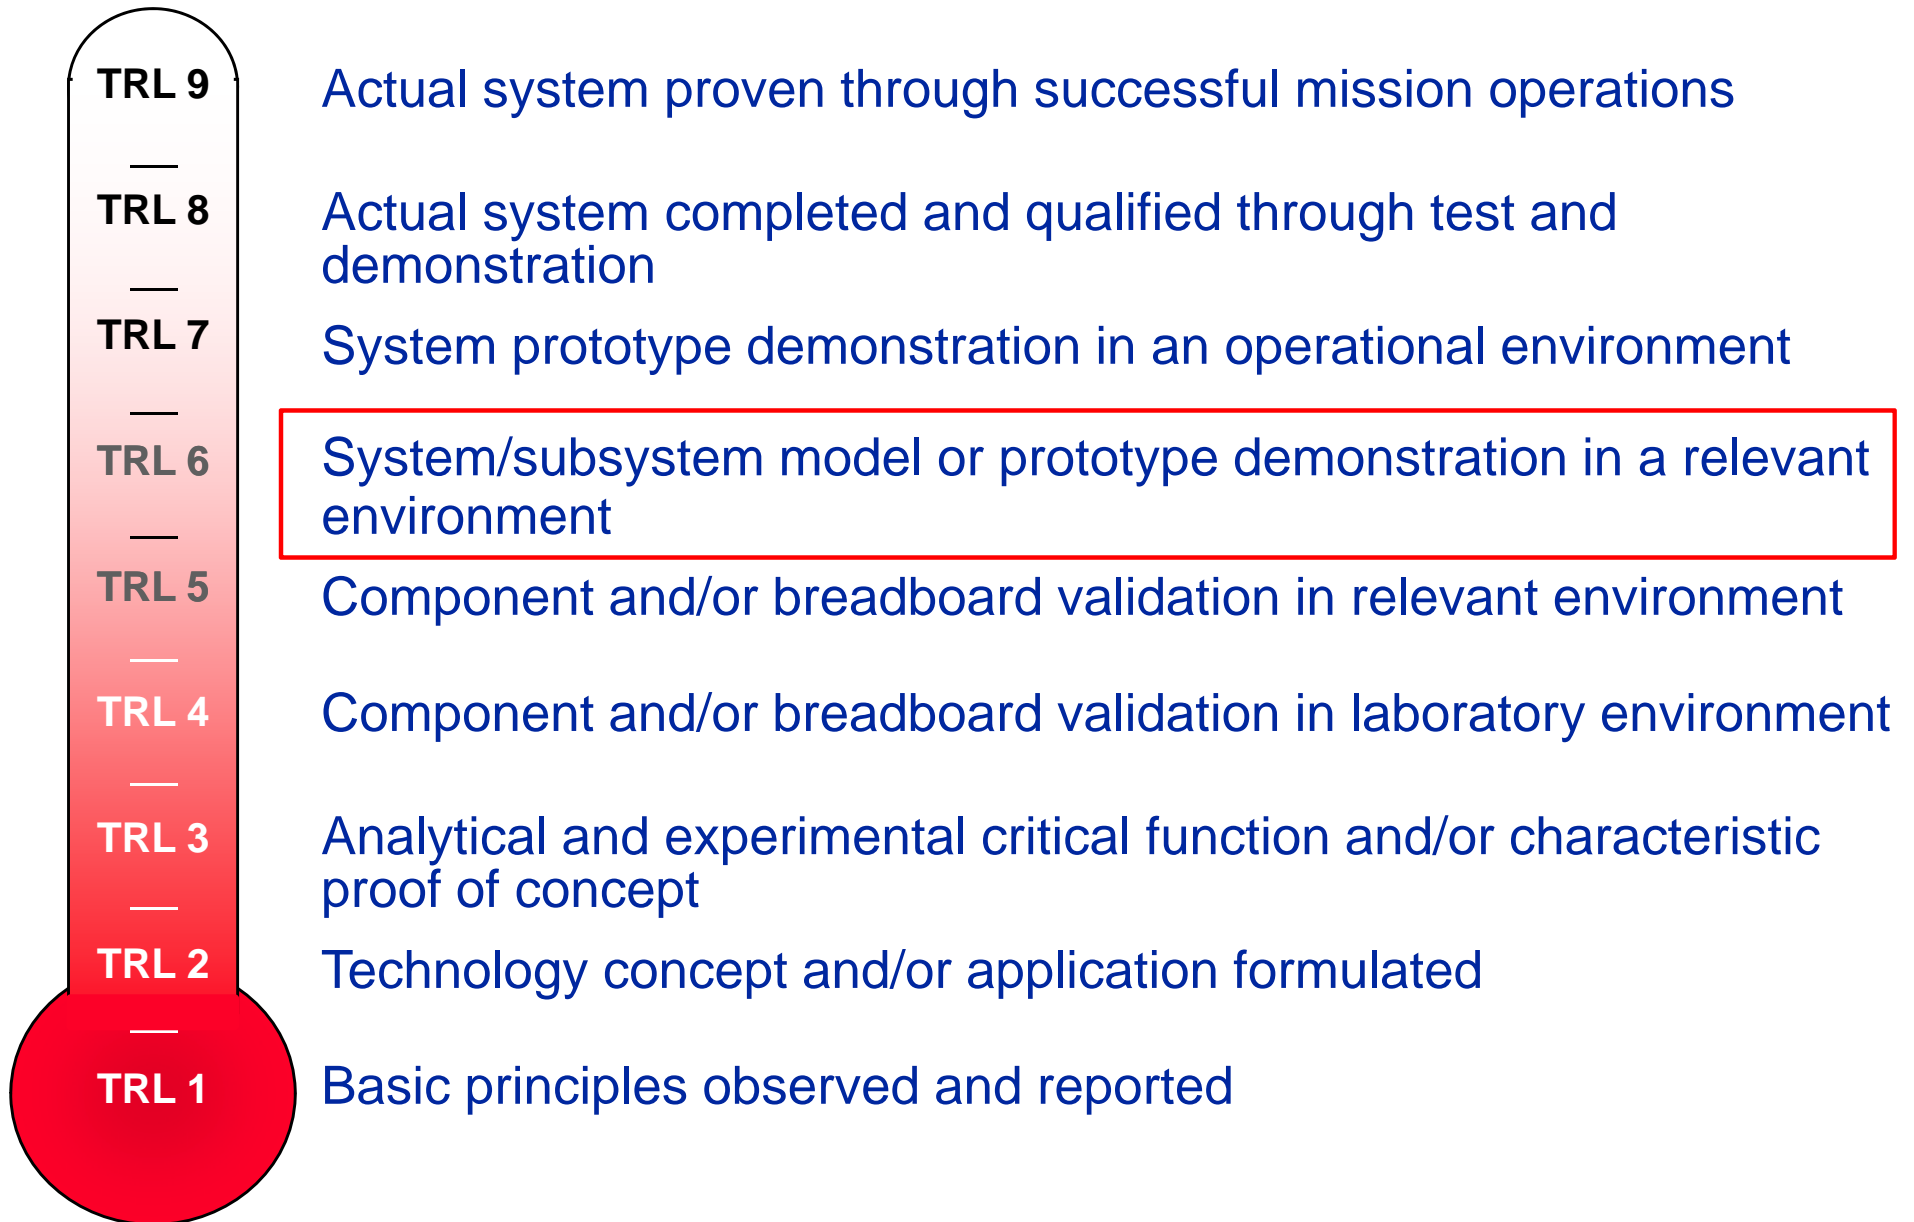 TRL 9
Actual system proven through successful mission operations
TRL 8
Actual system completed and qualified through test and
demonstration
TRL 7
System prototype demonstration in an operational environment
TRL 6
System/subsystem model or prototype demonstration in a relevant
environment
TRL 5
Component and/or breadboard validation in relevant environment
TRL 4
Component and/or breadboard validation in laboratory environment
TRL 3
Analytical and experimental critical function and/or characteristic
proof of concept
TRL 2
Technology concept and/or application formulated
TRL 1
Basic principles observed and reported